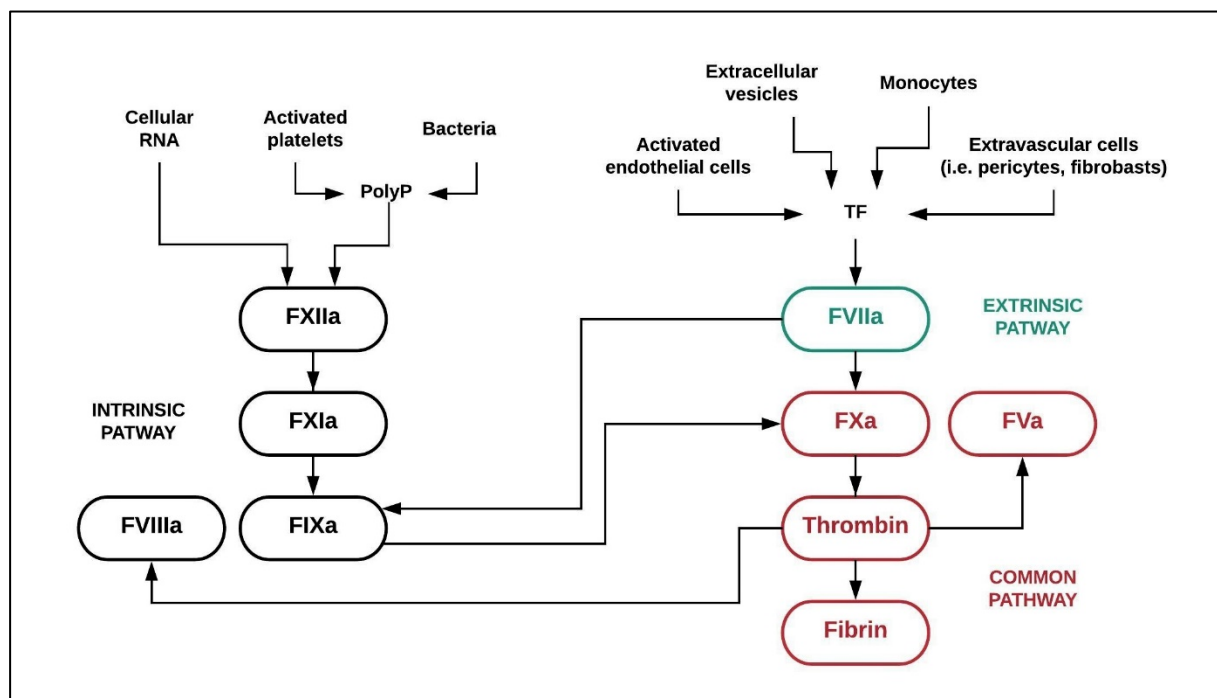 Cellular
RNA
Activated
platelets
Bacteria
PolyP
Extracellular
vesicles
Monocytes
Activated
endothelial cells
Extravascular cells
(i.e. pericytes, fibrobasts)
TF
FXIIa
FVIIa
EXTRINSIC
PATWAY
INTRINSIC
PATWAY
FXIa
FXa
FVa
FVIIIa
FIXa
Thrombin
COMMON
PATHWAY
Fibrin